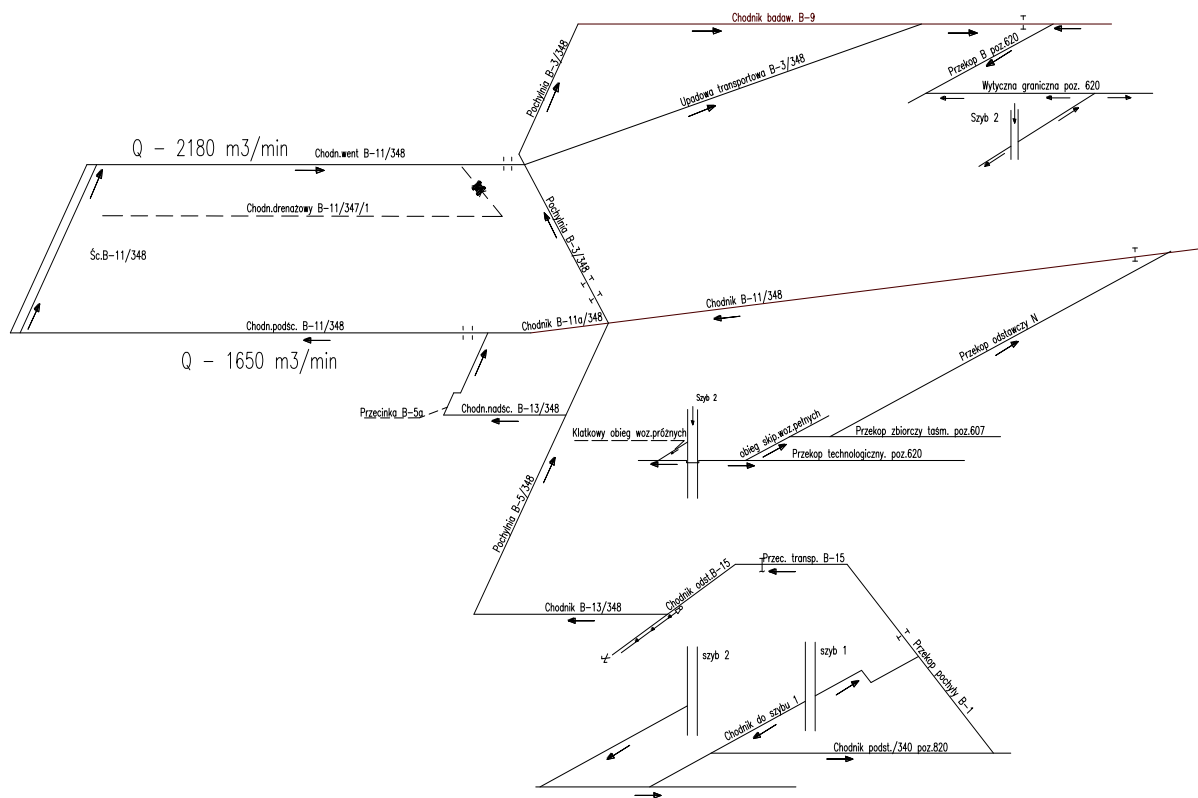 Chodnik badaw. B-9
Pochylnia B-3/348
Upadowa transportowa B-3/348
Przekop B poz.620
Wytyczna graniczna poz. 620
Szyb 2
Q - 2180 m3/min
Chodn.went B-11/348
Chodn.drenażowy B-11/347/1
Pochylnia B-3/348
Śc.B-11/348
Chodnik B-11/348
Chodn.podśc. B-11/348
Chodnik B-11a/348
Q - 1650 m3/min
Przekop odstawczy N
Przecinka B-5a
Chodn.nadśc. B-13/348
Szyb 2
Klatkowy obieg woz.próżnych
obieg skip.woz.pełnych
Przekop zbiorczy taśm. poz.607
Przekop technologiczny. poz.620
Pochylnia B-5/348
Chodnik odst.B-15
Przec. transp. B-15
Chodnik B-13/348
szyb 2
szyb 1
Przekop pochyły B-1
Chodnik do szybu 1
Chodnik podst./340 poz.820